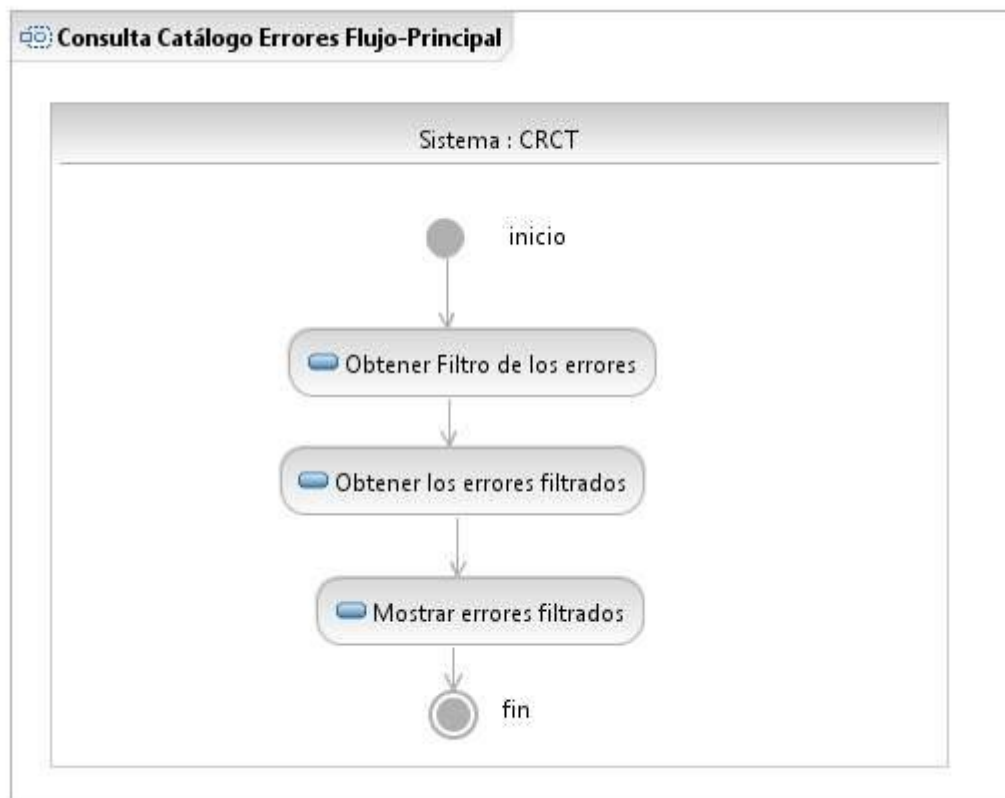 Consulta Catálogo Errores Flujo-Principal
Sistema : CRCT
inicio
Obtener Filtro de los errores
Obtener los errores filtrados
Mostrar errores filtrados
fin